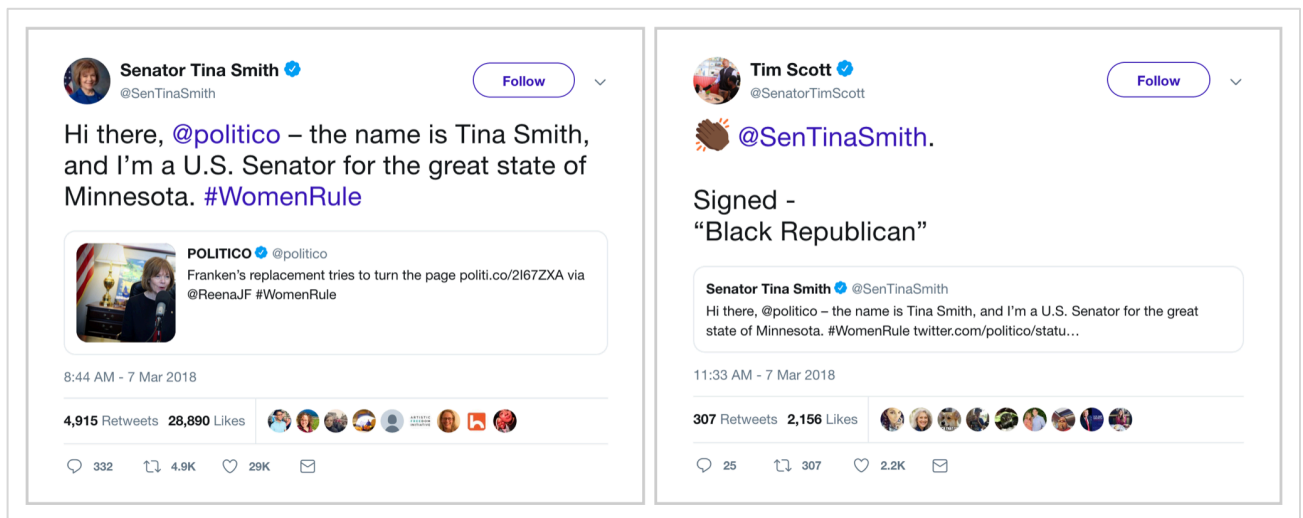 Senator Tina Smith
@SenTinaSmith
Follow
Hi there, @politico – the name is Tina Smith,
and I’m a U.S. Senator for the great state of
Minnesota. #WomenRule
POLITICO @politico
Franken’s replacement tries to turn the page politi.co/2I67ZXA via
@ReenaJF #WomenRule
8:44 AM - 7 Mar 2018
4,915 Retweets 28,890 Likes
ARTISTIC
FREEDOM
INITIATIVE
332 4.9K 29K
Tim Scott
@SenatorTimScott
Follow
@SenTinaSmith.
Signed -
“Black Republican”
Senator Tina Smith @SenTinaSmith
Hi there, @politico – the name is Tina Smith, and I’m a U.S. Senator for the great
state of Minnesota. #WomenRule twitter.com/politico/statu…
11:33 AM - 7 Mar 2018
307 Retweets 2,156 Likes
25 307 2.2K